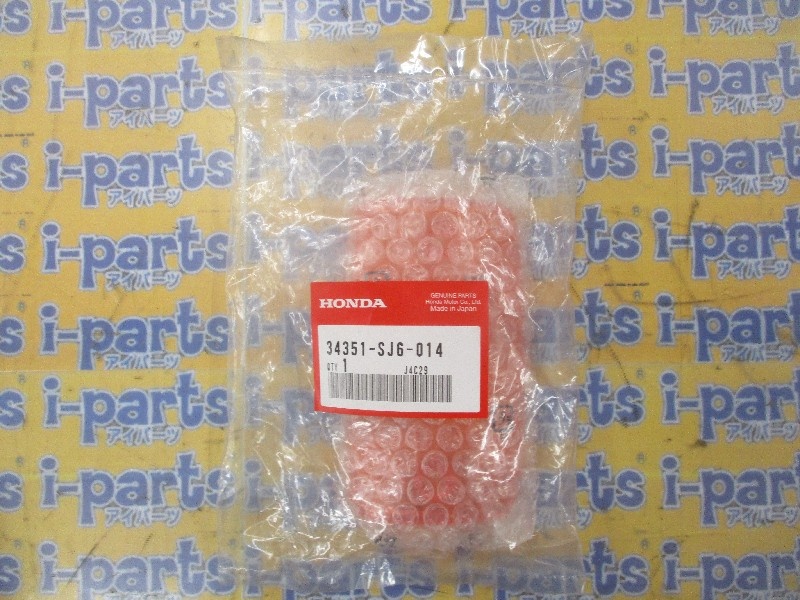 i-parts
アイパーツ
HONDA
GENUINE PARTS
Honda Motor Co., Ltd.
Made in Japan
34351-SJ6-014
QTY 1 J4C29